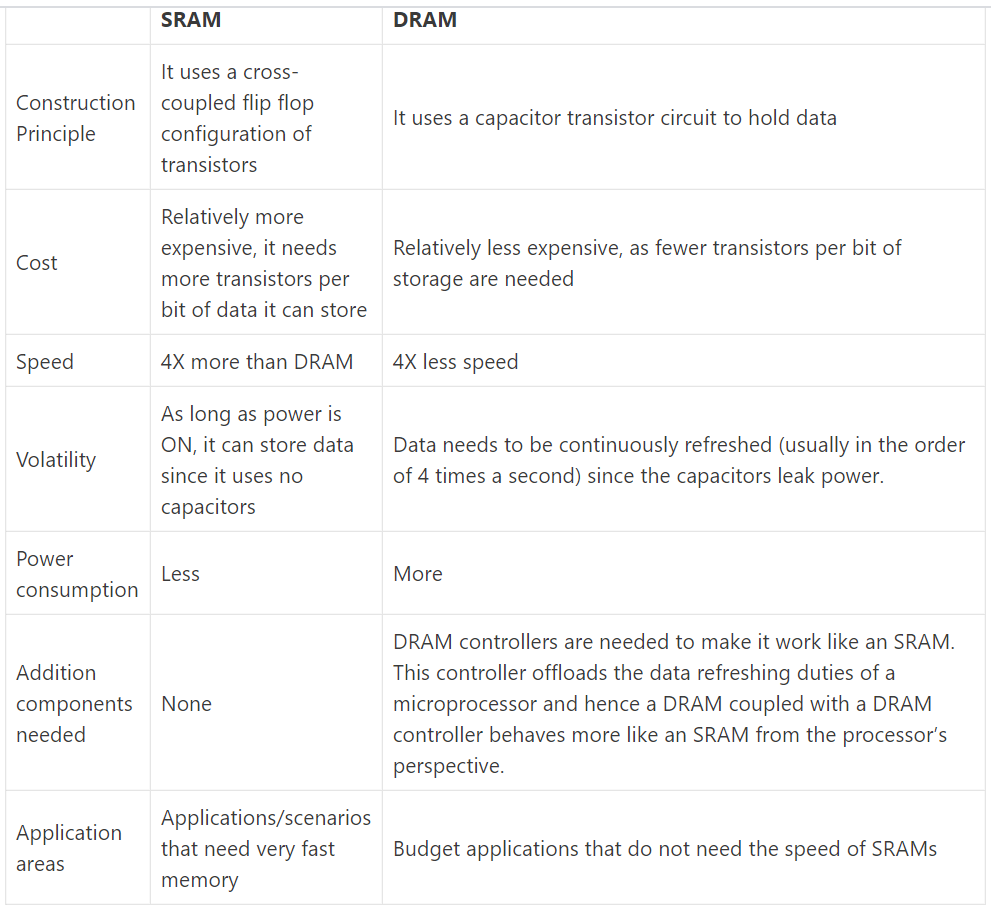 SRAM
DRAM
Construction
Principle
It uses a cross-
coupled flip flop
configuration of
transistors
It uses a capacitor transistor circuit to hold data
Cost
Relatively more
expensive, it needs
more transistors per
bit of data it can store
Relatively less expensive, as fewer transistors per bit of
storage are needed
Speed
4X more than DRAM
4X less speed
Volatility
As long as power is
ON, it can store data
since it uses no
capacitors
Data needs to be continuously refreshed (usually in the order
of 4 times a second) since the capacitors leak power.
Power
consumption
Less
More
Addition
components
needed
None
DRAM controllers are needed to make it work like an SRAM.
This controller offloads the data refreshing duties of a
microprocessor and hence a DRAM coupled with a DRAM
controller behaves more like an SRAM from the processor’s
perspective.
Application
areas
Applications/scenarios
that need very fast
memory
Budget applications that do not need the speed of SRAMs